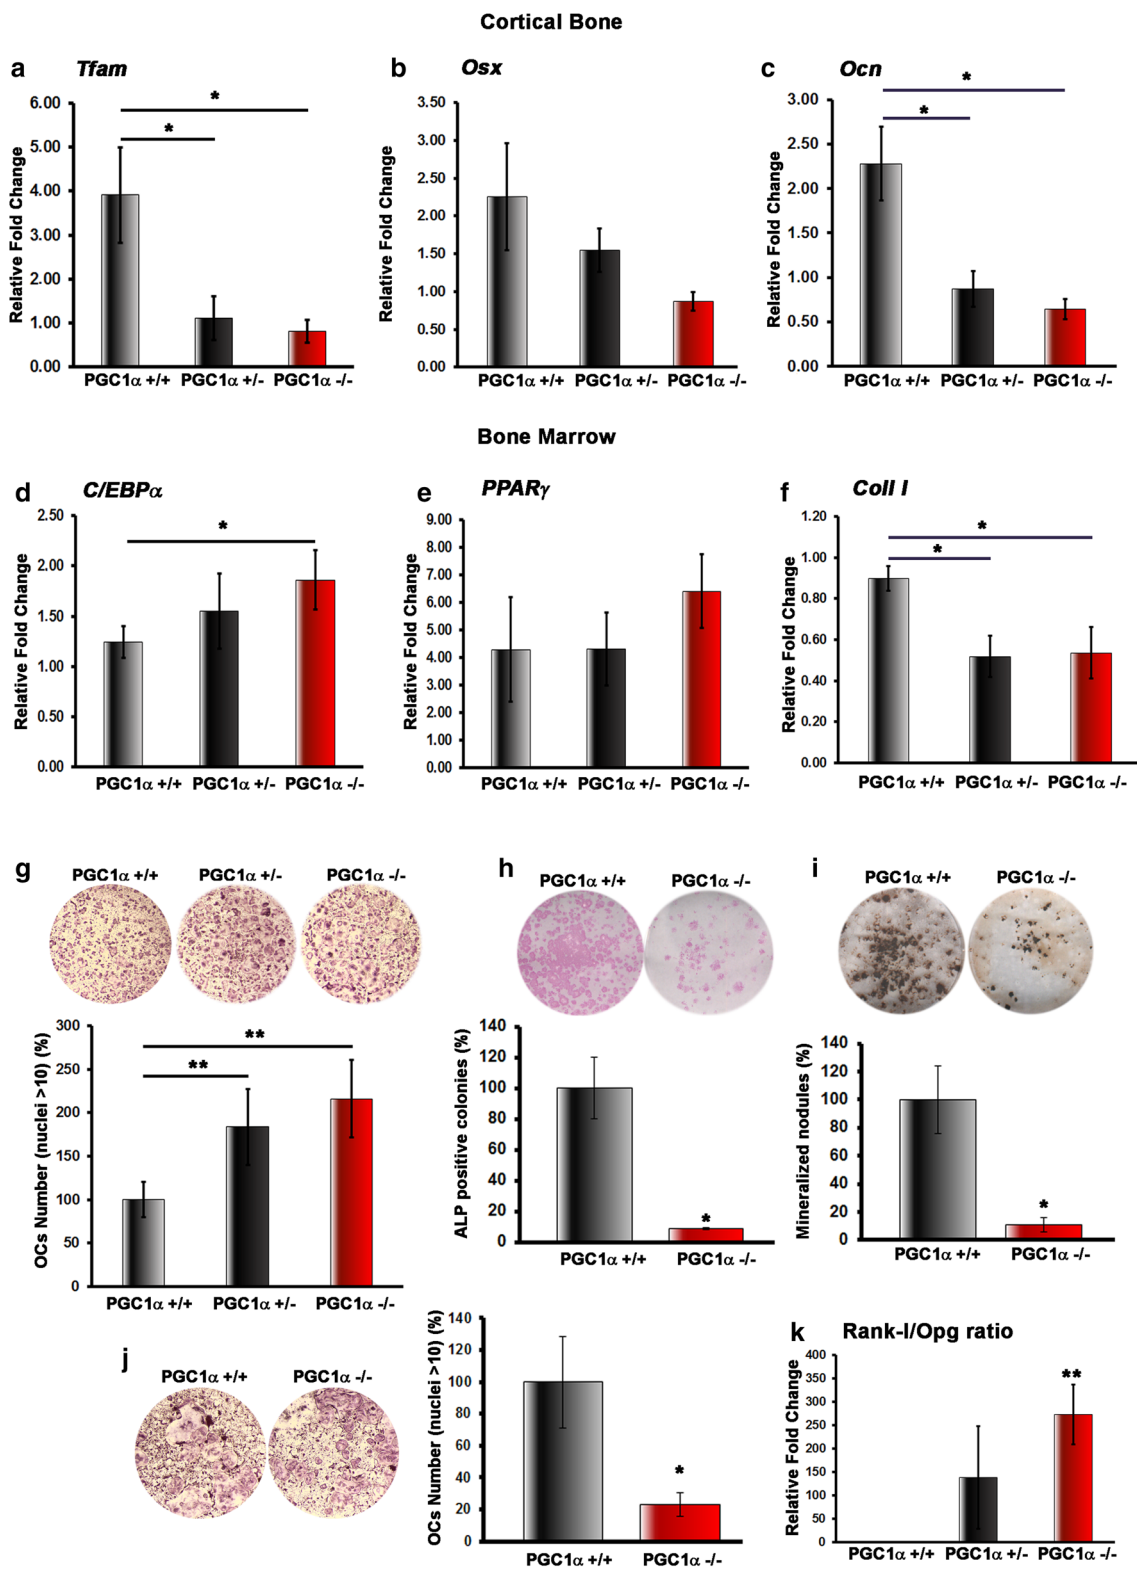 Cortical Bone
a Tfam
*
*
Relative Fold Change
6.00
5.00
4.00
3.00
2.00
1.00
0.00
PGC1α +/+ PGC1α +/- PGC1α -/-
b Osx
Relative Fold Change
3.50
3.00
2.50
2.00
1.50
1.00
0.50
0.00
PGC1α +/+ PGC1α +/- PGC1α -/-
c Ocn
*
*
Relative Fold Change
3.00
2.50
2.00
1.50
1.00
0.50
0.00
PGC1α +/+ PGC1α +/- PGC1α -/-
Bone Marrow
d C/EBPα
*
Relative Fold Change
2.50
2.00
1.50
1.00
0.50
0.00
PGC1α +/+ PGC1α +/- PGC1α -/-
e PPARγ
Relative Fold Change
9.00
8.00
7.00
6.00
5.00
4.00
3.00
2.00
1.00
0.00
PGC1α +/+ PGC1α +/- PGC1α -/-
f Coll I
*
*
Relative Fold Change
1.20
1.00
0.80
0.60
0.40
0.20
0.00
PGC1α +/+ PGC1α +/- PGC1α -/-
g
PGC1α +/+ PGC1α +/- PGC1α -/-
**
**
OCs Number (nuclei >10) (%)
300
250
200
150
100
50
0
PGC1α +/+ PGC1α +/- PGC1α -/-
h
PGC1α +/+ PGC1α -/-
ALP positive colonies (%)
140
120
100
80
60
40
20
0
*
PGC1α +/+ PGC1α -/-
i
PGC1α +/+ PGC1α -/-
Mineralized nodules (%)
140
120
100
80
60
40
20
0
*
PGC1α +/+ PGC1α -/-
j
PGC1α +/+ PGC1α -/-
OCs Number (nuclei >10) (%)
140
120
100
80
60
40
20
0
*
PGC1α +/+ PGC1α -/-
k Rank-l/Opg ratio
Relative Fold Change
400
350
300
250
200
150
100
50
0
**
PGC1α +/+ PGC1α +/- PGC1α -/-